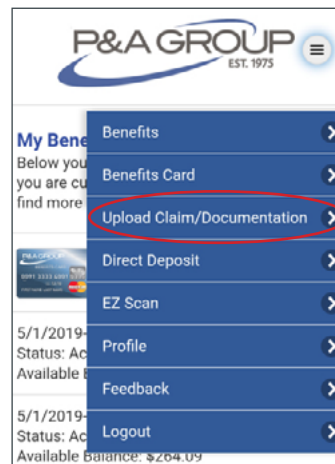 P&A GROUP
EST. 1975
My Bene
Below you
you are cu
find more
Benefits
Benefits Card
Upload Claim/Documentation
Direct Deposit
EZ Scan
Profile
Feedback
Logout
P&A GROUP
5/1/2019-
Status: Ac
Available B
5/1/2019-
Status: Ac
Available Balance: $264.09